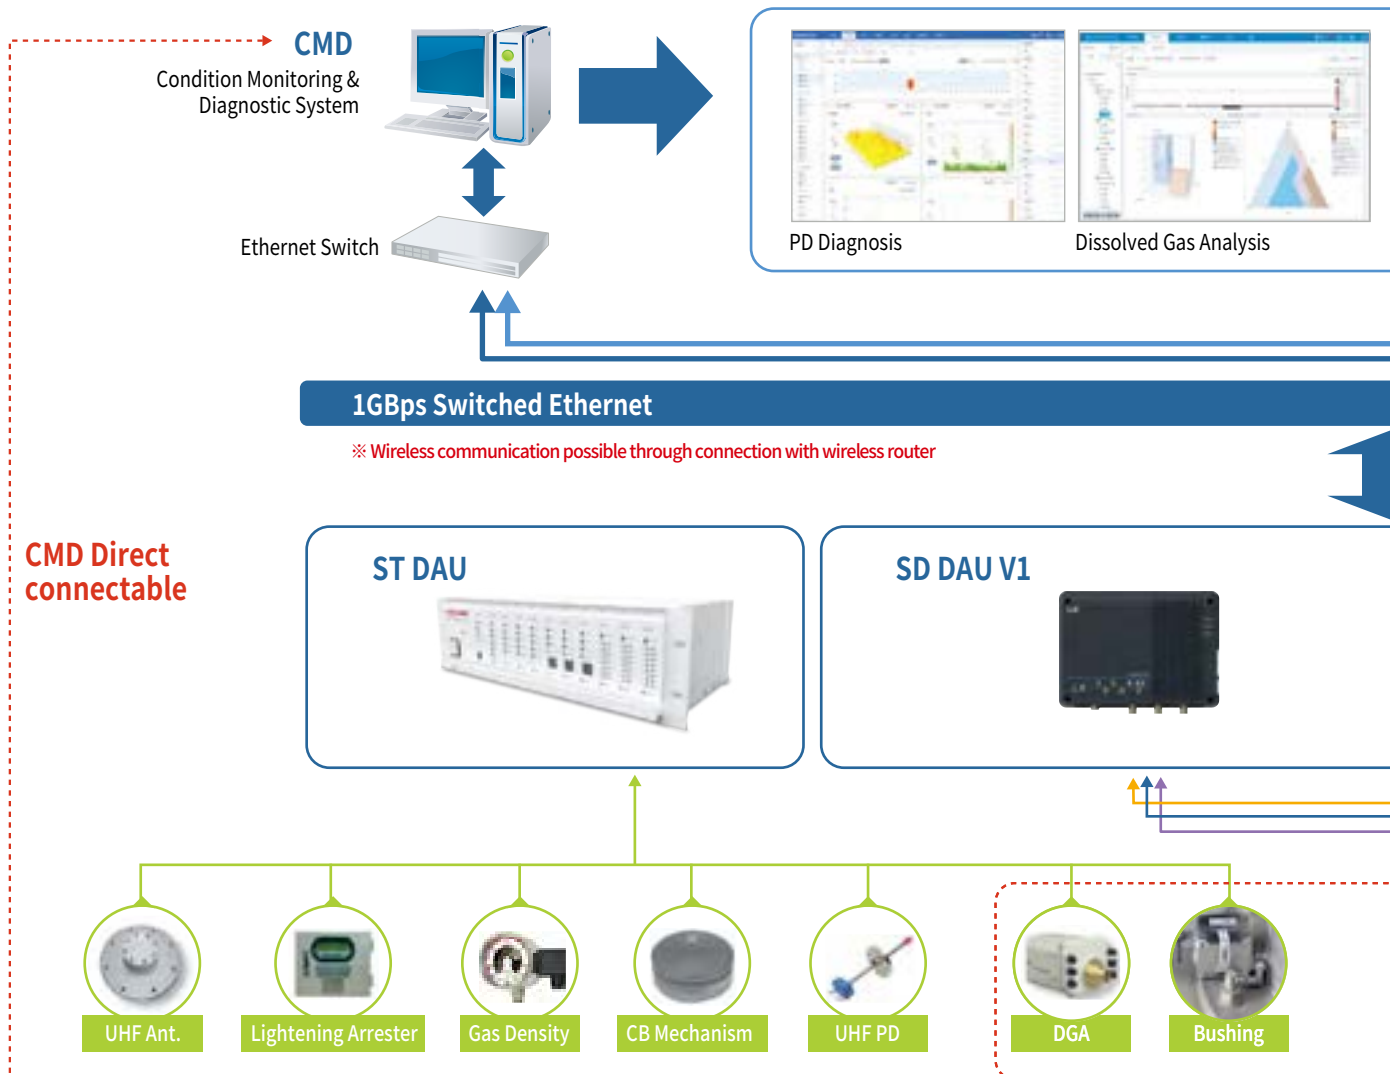 CMD
Condition Monitoring &
Diagnostic System
Ethernet Switch
PD Diagnosis
Dissolved Gas Analysis
1GBps Switched Ethernet
※ Wireless communication possible through connection with wireless router
CMD Direct
connectable
ST DAU
SD DAU V1
UHF Ant.
Lightening Arrester
Gas Density
CB Mechanism
UHF PD
DGA
Bushing